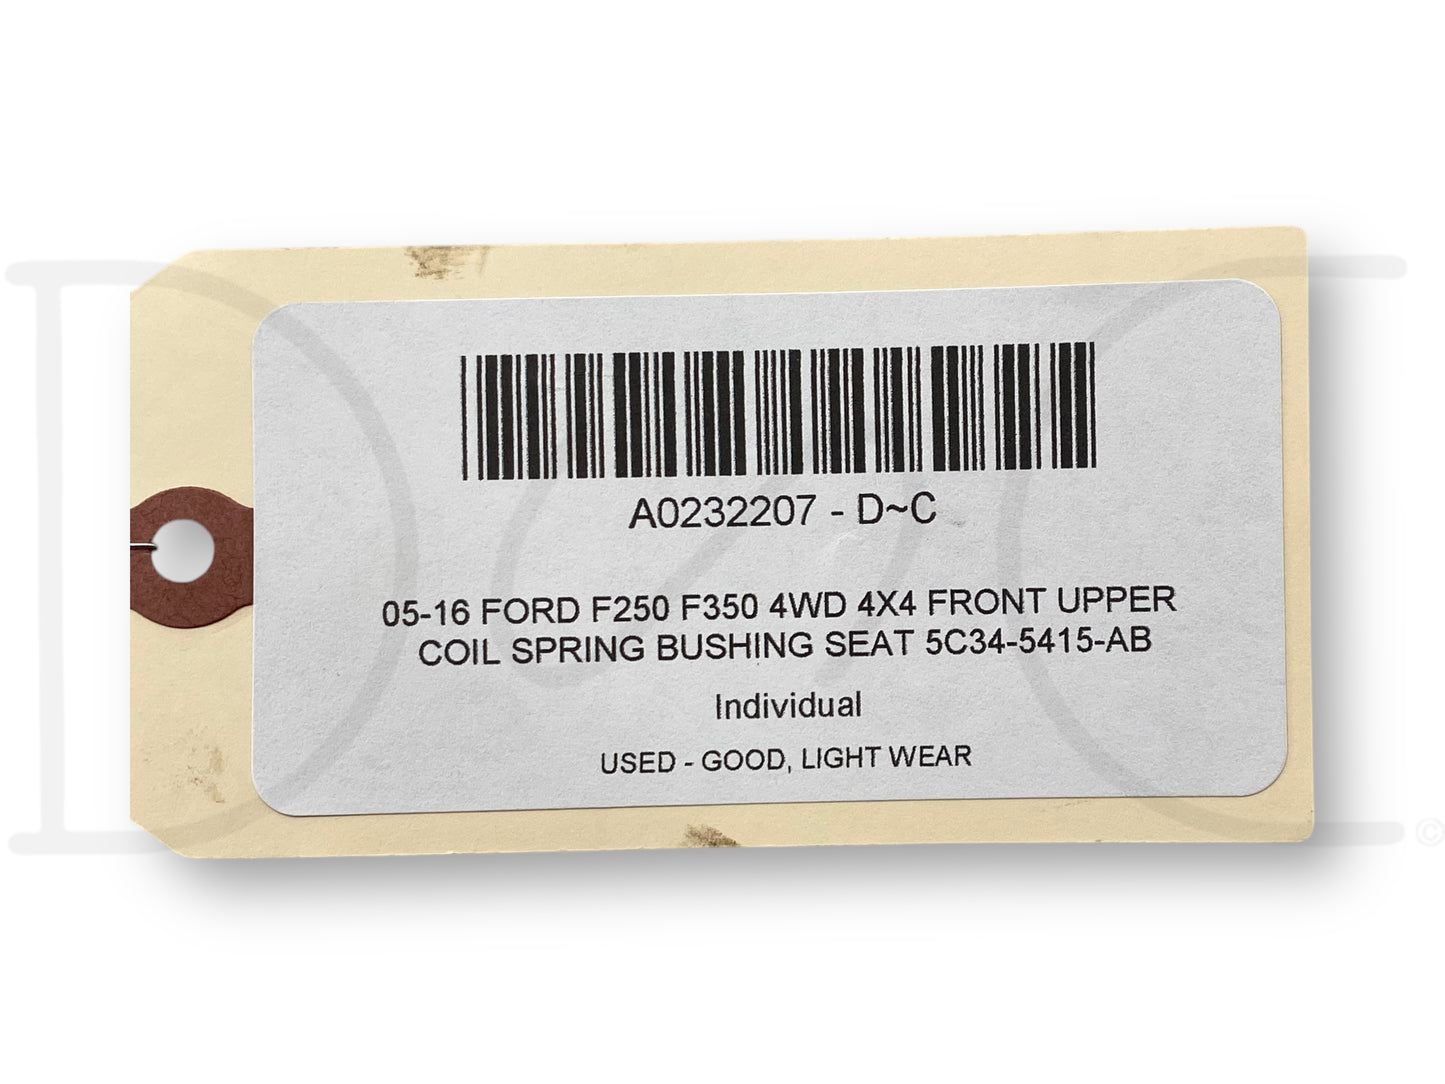 A0232207 - D~C
05-16 FORD F250 F350 4WD 4X4 FRONT UPPER
COIL SPRING BUSHING SEAT 5C34-5415-AB
Individual
USED - GOOD, LIGHT WEAR
D C
©